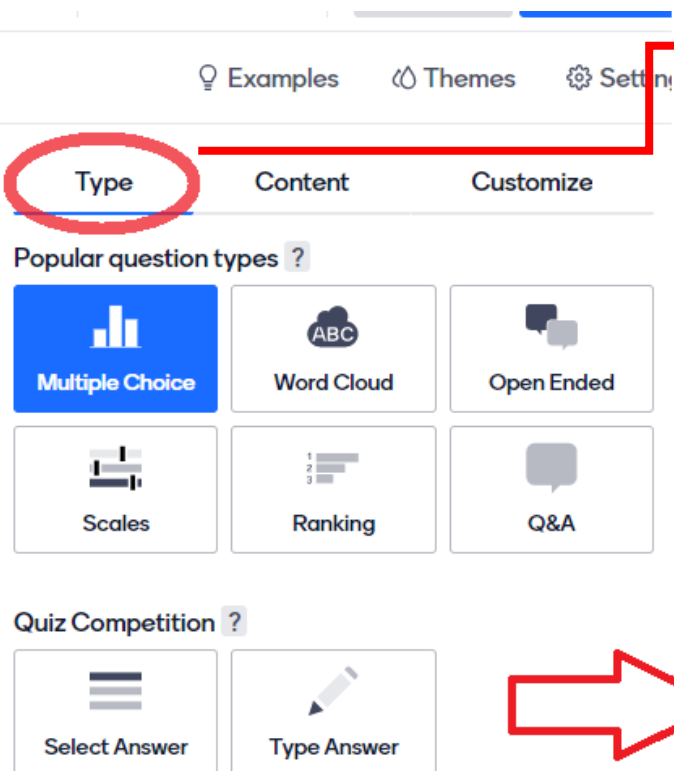 Examples Themes Setting
Type Content Customize
Popular question types ?
Multiple Choice Word Cloud Open Ended
ABC
1
2
3
Scales Ranking Q&A
Quiz Competition ?
Select Answer Type Answer